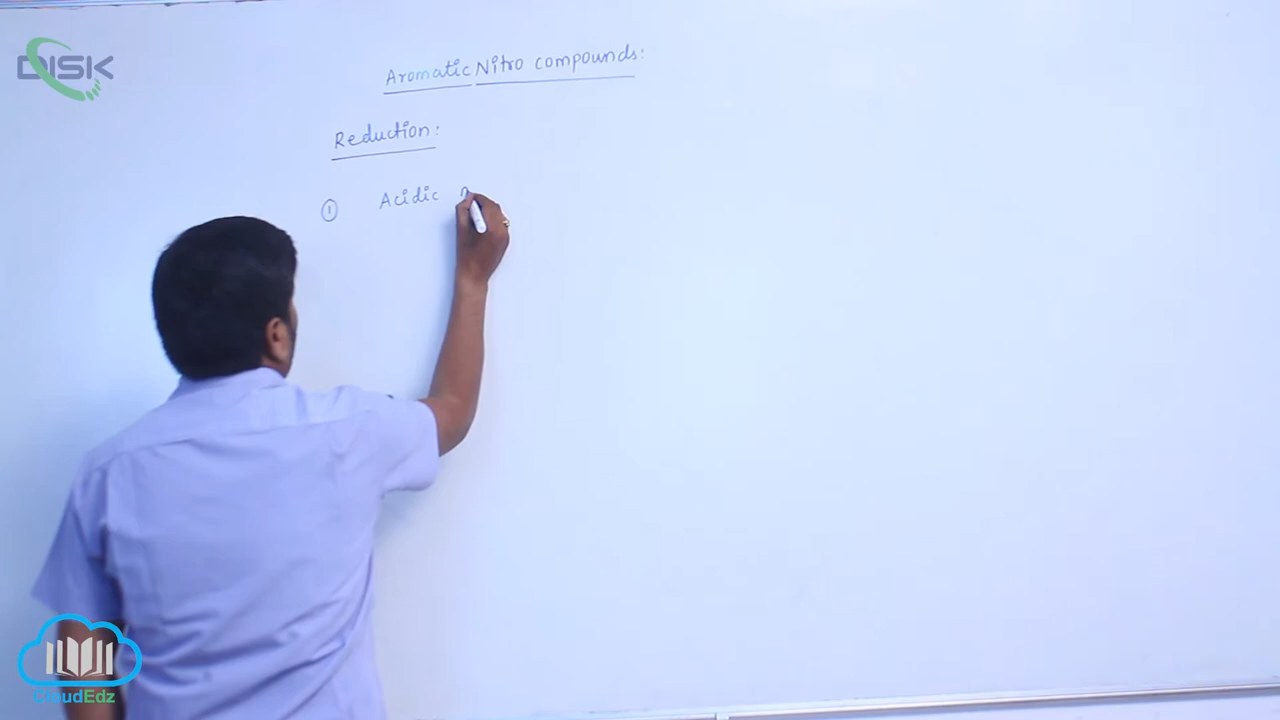 DISK
Aromatic Nitro compounds:
Reduction:
① Acidic
CloudEdz